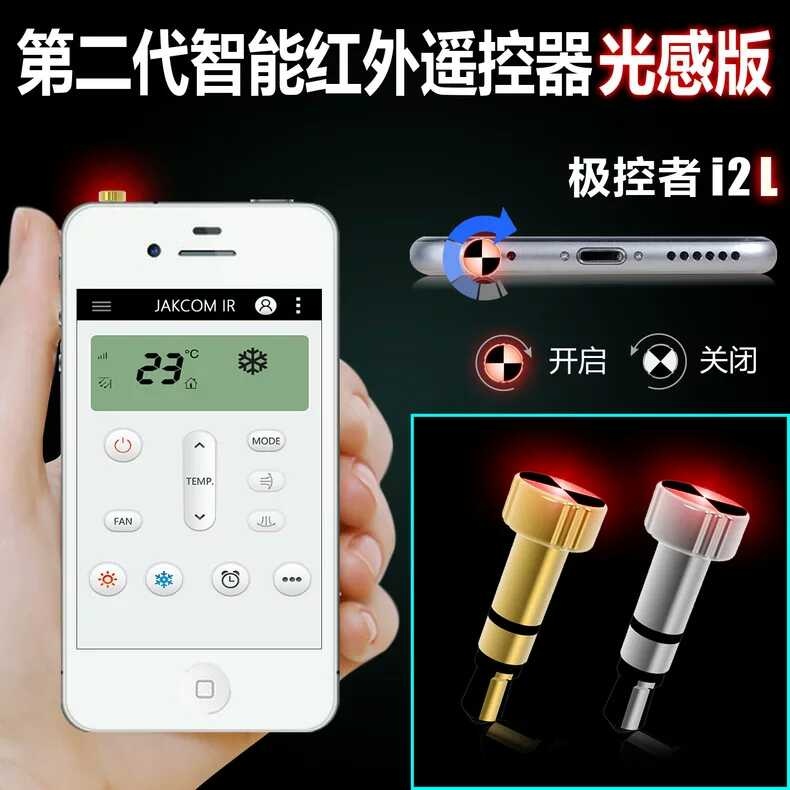 第二代智能红外遥控器光感版
极控者 i2L
JAKCOM IR
23°C
开启
关闭
MODE
TEMP.
FAN